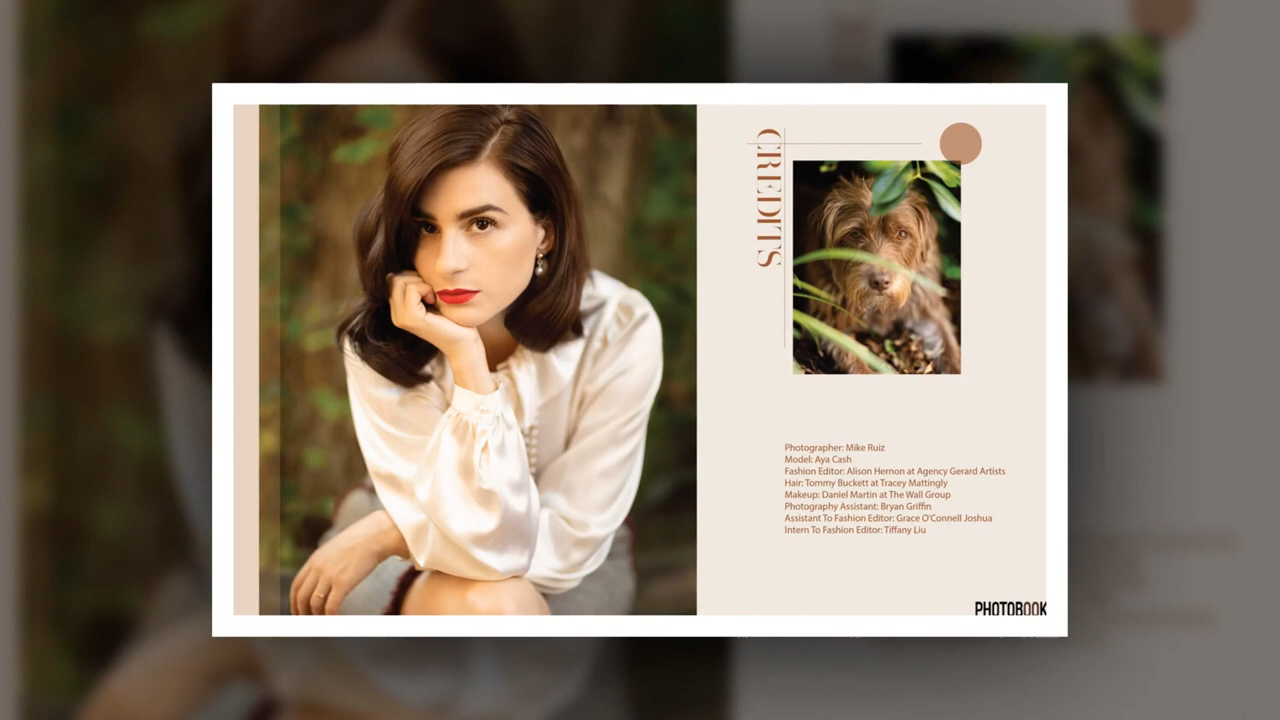 CREDITS
Photographer: Mike Ruiz
Model: Aya Cash
Fashion Editor: Alison Hernon at Agency Gerard Artists
Hair: Tommy Buckett at Tracey Mattingly
Makeup: Daniel Martin at The Wall Group
Photography Assistant: Bryan Griffin
Assistant To Fashion Editor: Grace O'Connell Joshua
Intern To Fashion Editor: Tiffany Liu
PHOTOBOOK